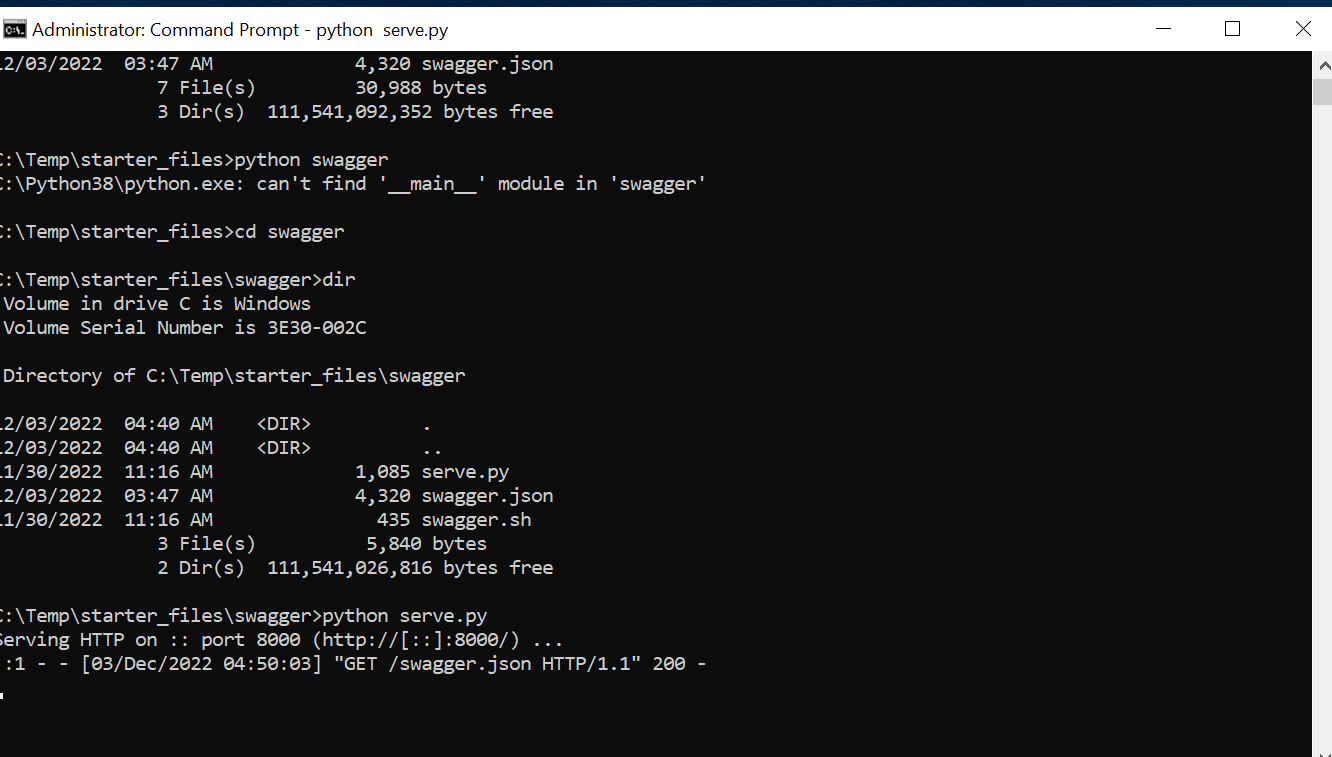 Administrator: Command Prompt - python  serve.py
2/03/2022  03:47 AM             4,320 swagger.json
               7 File(s)         30,988 bytes
               3 Dir(s)  111,541,092,352 bytes free
:\Temp\starter_files>python swagger
:\Python38\python.exe: can't find '__main__' module in 'swagger'
:\Temp\starter_files>cd swagger
:\Temp\starter_files\swagger>dir
Volume in drive C is Windows
Volume Serial Number is 3E30-002C
Directory of C:\Temp\starter_files\swagger
2/03/2022  04:40 AM    <DIR>          .
2/03/2022  04:40 AM    <DIR>          ..
1/30/2022  11:16 AM             1,085 serve.py
2/03/2022  03:47 AM             4,320 swagger.json
1/30/2022  11:16 AM               435 swagger.sh
               3 File(s)          5,840 bytes
               2 Dir(s)  111,541,026,816 bytes free
:\Temp\starter_files\swagger>python serve.py
Serving HTTP on :: port 8000 (http://[::]:8000/) ...
:1 - - [03/Dec/2022 04:50:03] "GET /swagger.json HTTP/1.1" 200 -